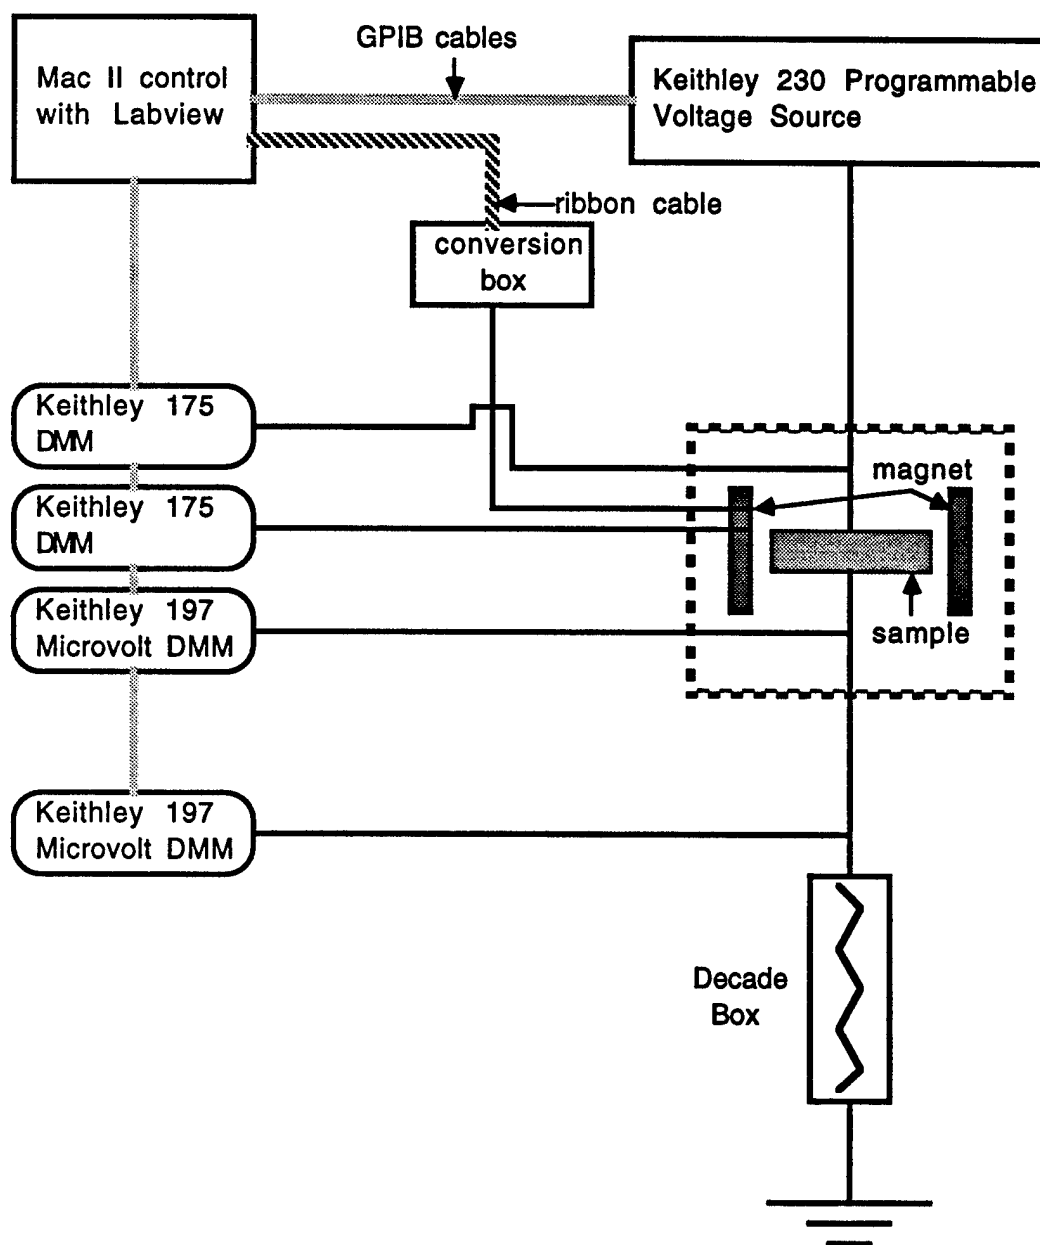 GPIB cables
Mac II control
with Labview
Keithley 230 Programmable
Voltage Source
ribbon cable
conversion
box
Keithley 175
DMM
magnet
Keithley 175
DMM
Keithley 197
Microvolt DMM
sample
Keithley 197
Microvolt DMM
Decade
Box